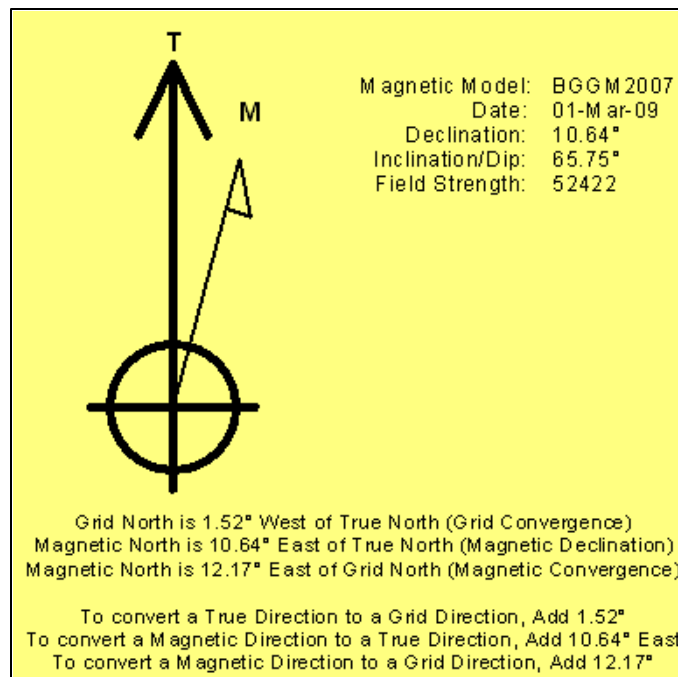 T
M
Magnetic Model: BGGM2007
Date: 01-Mar-09
Declination: 10.64°
Inclination/Dip: 65.75°
Field Strength: 52422
Grid North is 1.52° West of True North (Grid Convergence)
Magnetic North is 10.64° East of True North (Magnetic Declination)
Magnetic North is 12.17° East of Grid North (Magnetic Convergence)
To convert a True Direction to a Grid Direction, Add 1.52°
To convert a Magnetic Direction to a True Direction, Add 10.64° East
To convert a Magnetic Direction to a Grid Direction, Add 12.17°